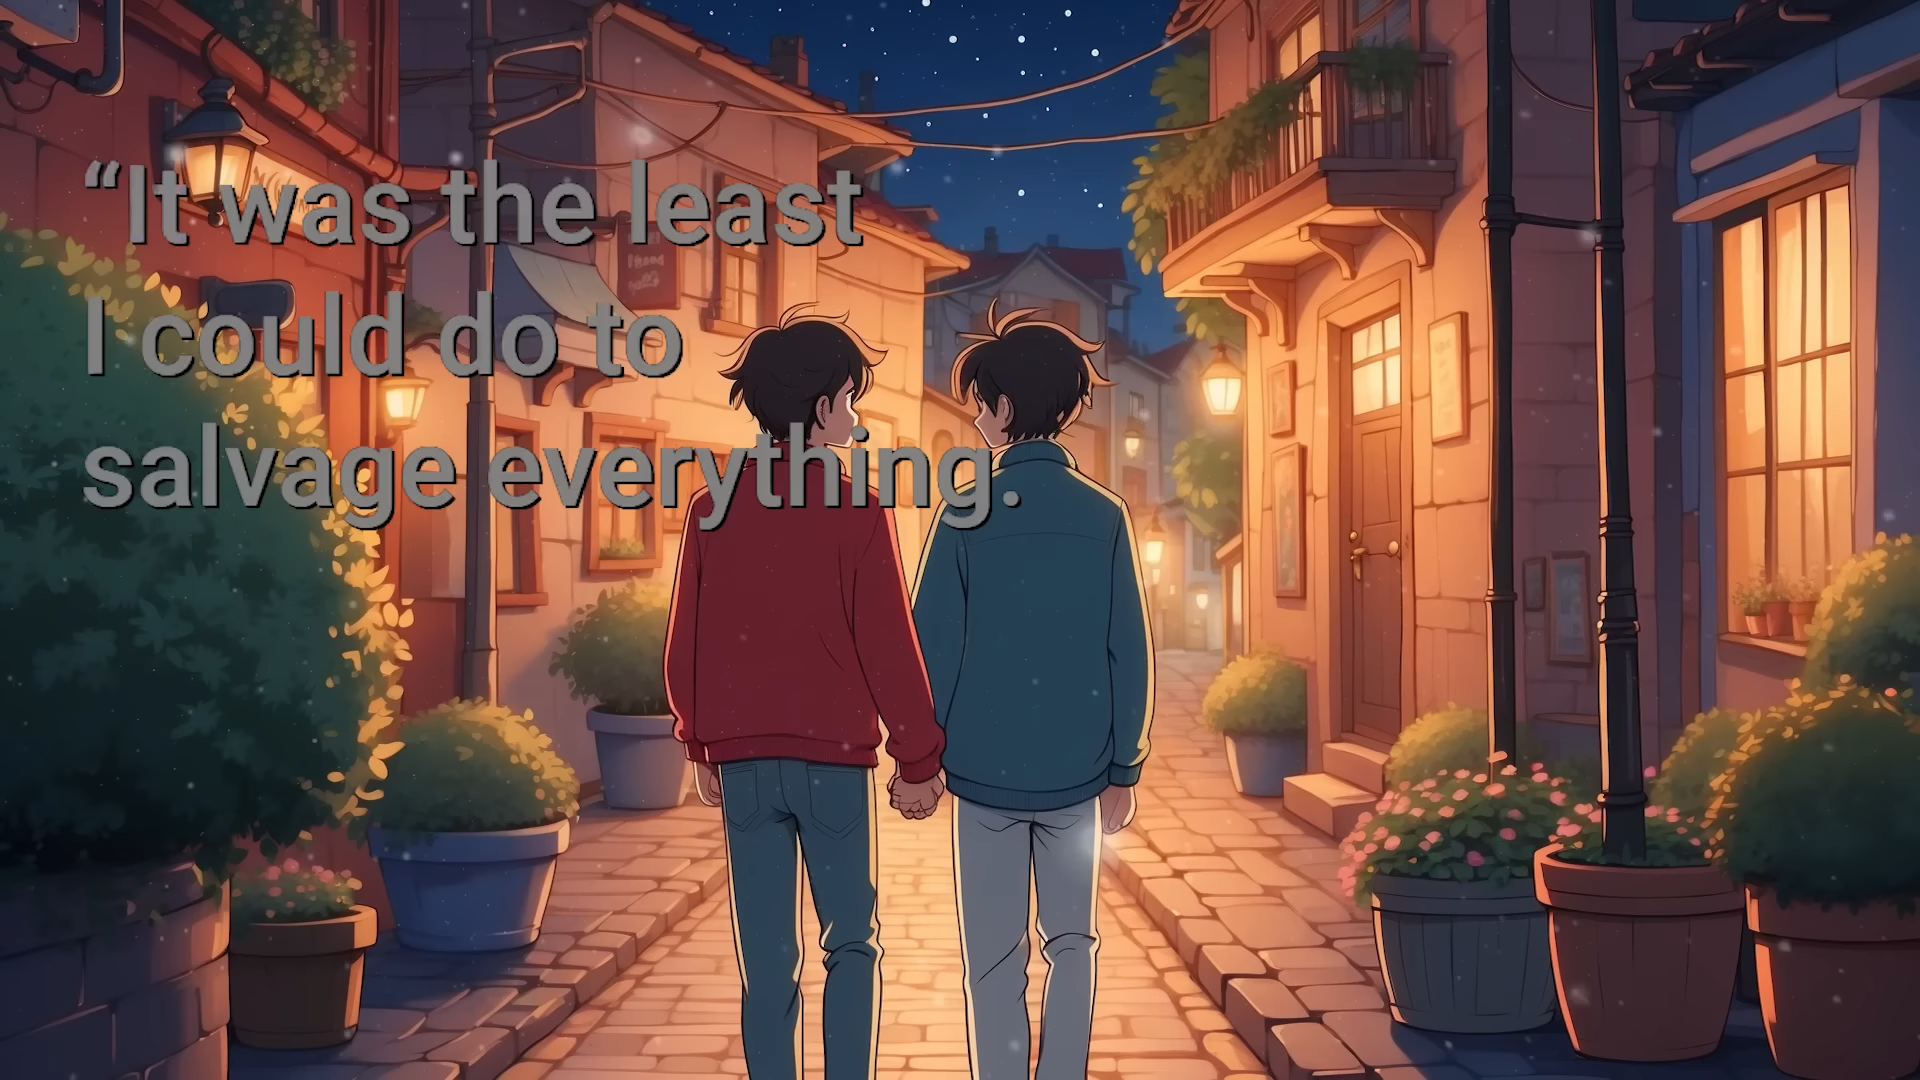 “It was the least
I could do to
salvage everything.